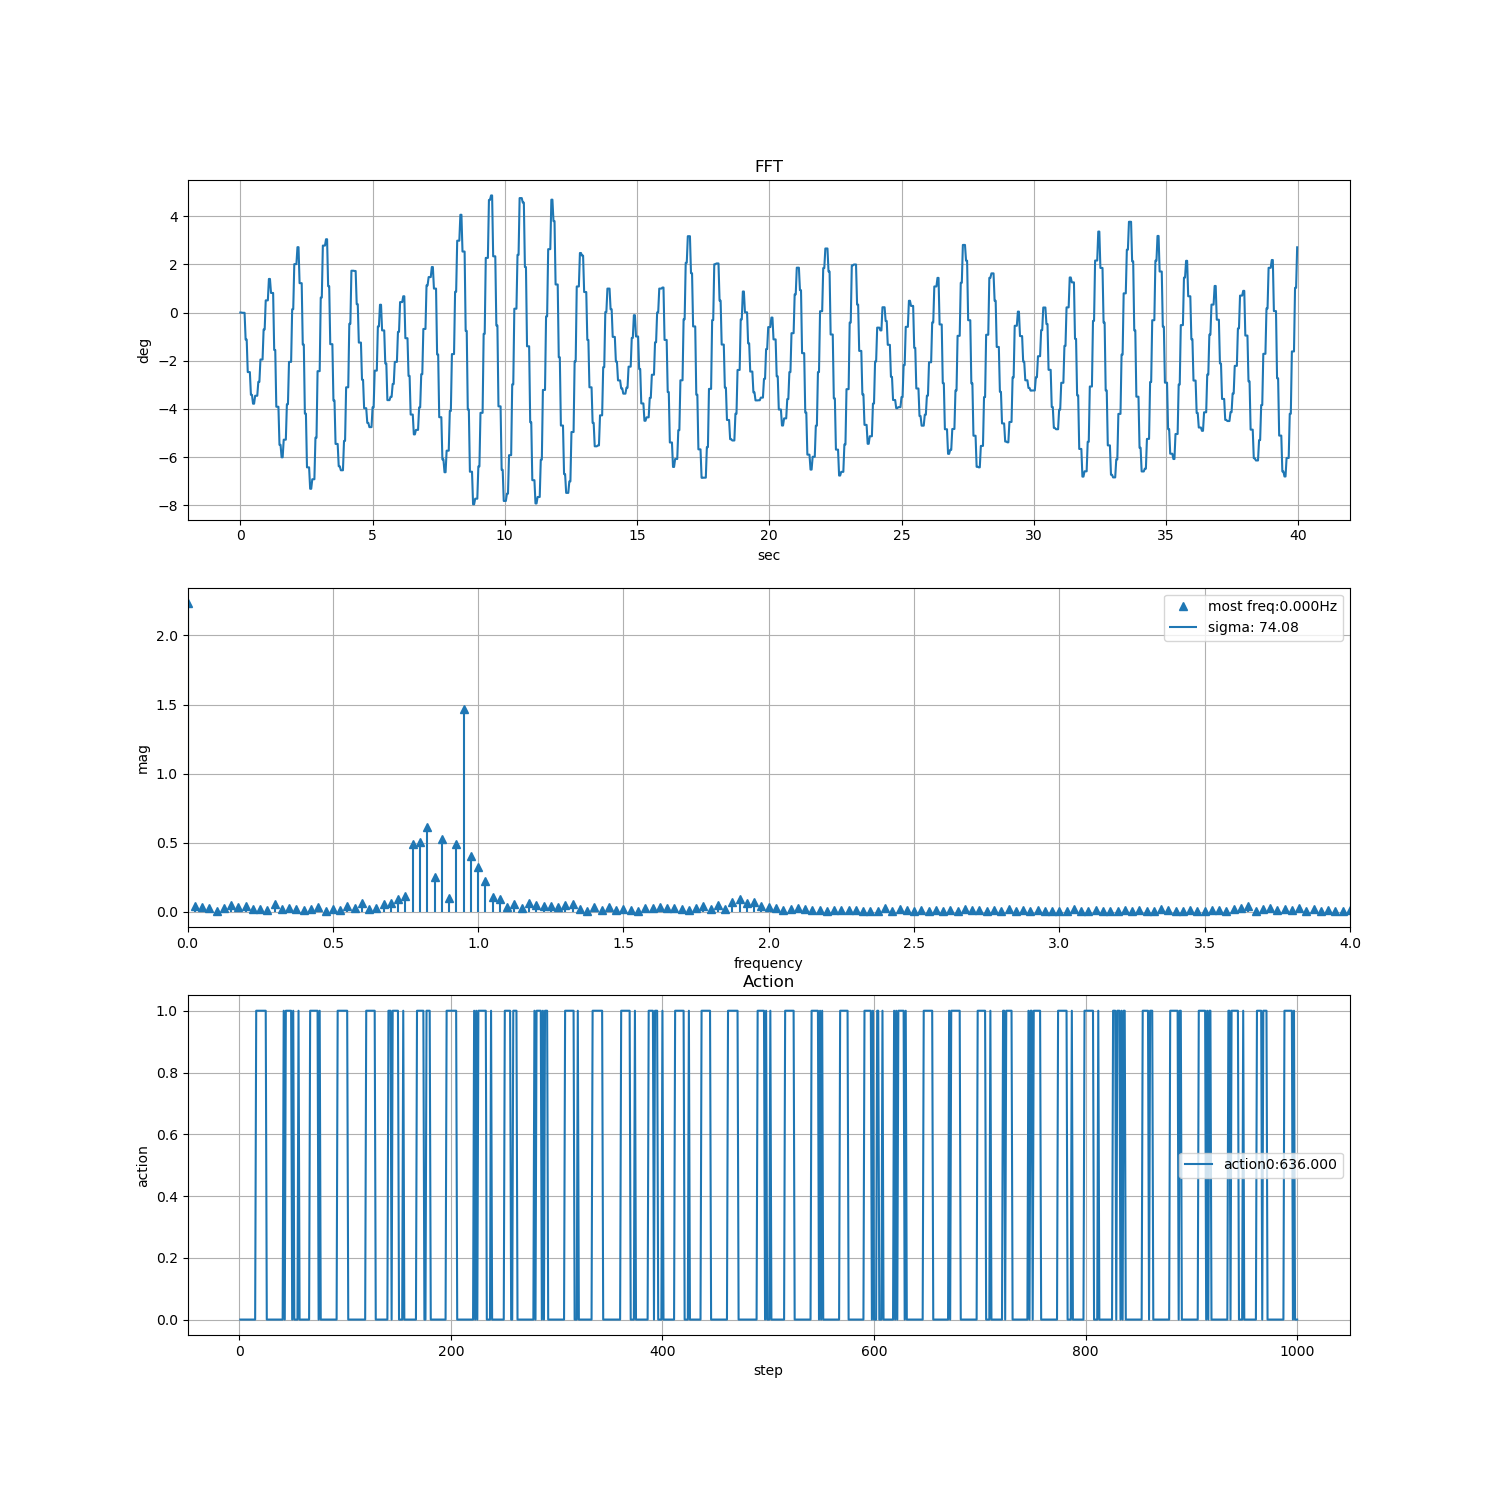 FFT
4
2
0
−2
−4
−6
−8
deg
0 5 10 15 20 25 30 35 40
sec
most freq:0.000Hz
sigma: 74.08
2.0
1.5
1.0
0.5
0.0
mag
0.0 0.5 1.0 1.5 2.0 2.5 3.0 3.5 4.0
frequency
Action
1.0
0.8
0.6
0.4
0.2
0.0
action
action0:636.000
0 200 400 600 800 1000
step